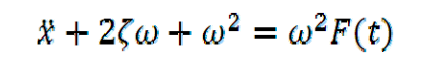 ẍ + 2ζω + ω² = ω²F(t)